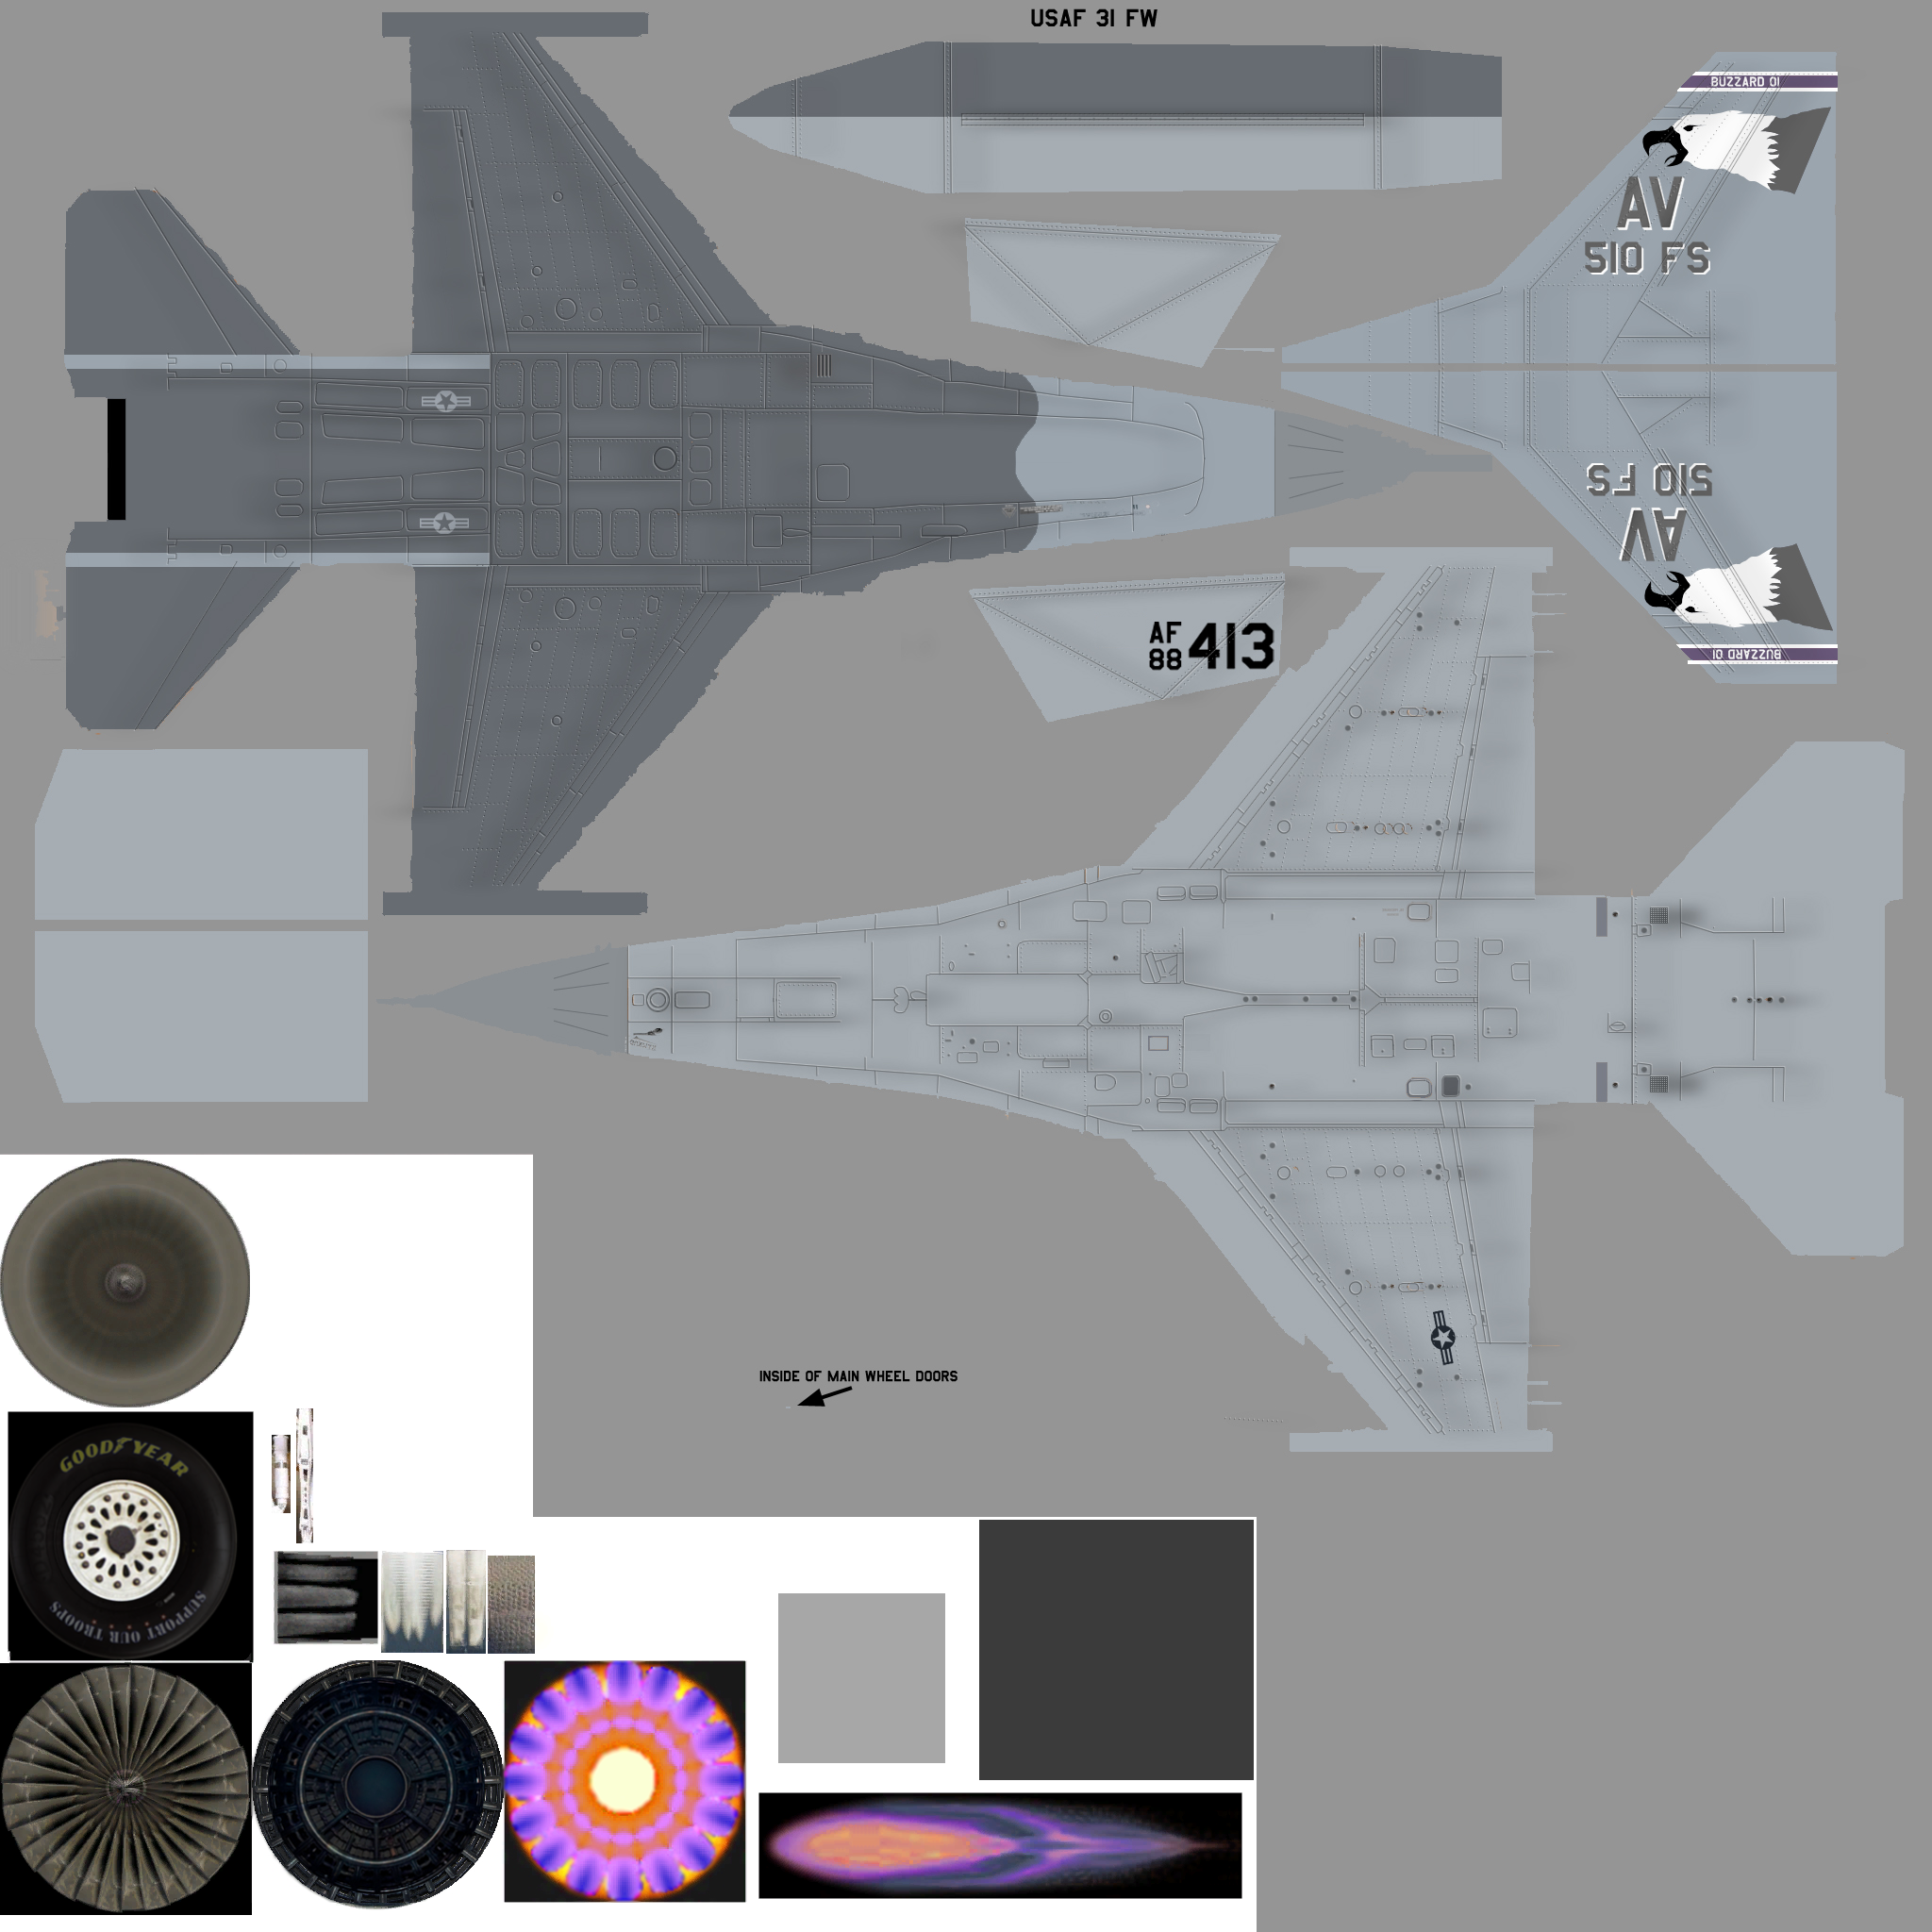 USAF 31 FW
BUZZARD 01
AV
510 FS
510 FS
AV
BUZZARD 01
AF
88
413
INSIDE OF MAIN WHEEL DOORS
GOODYEAR
SUPPORT OUR TROOPS